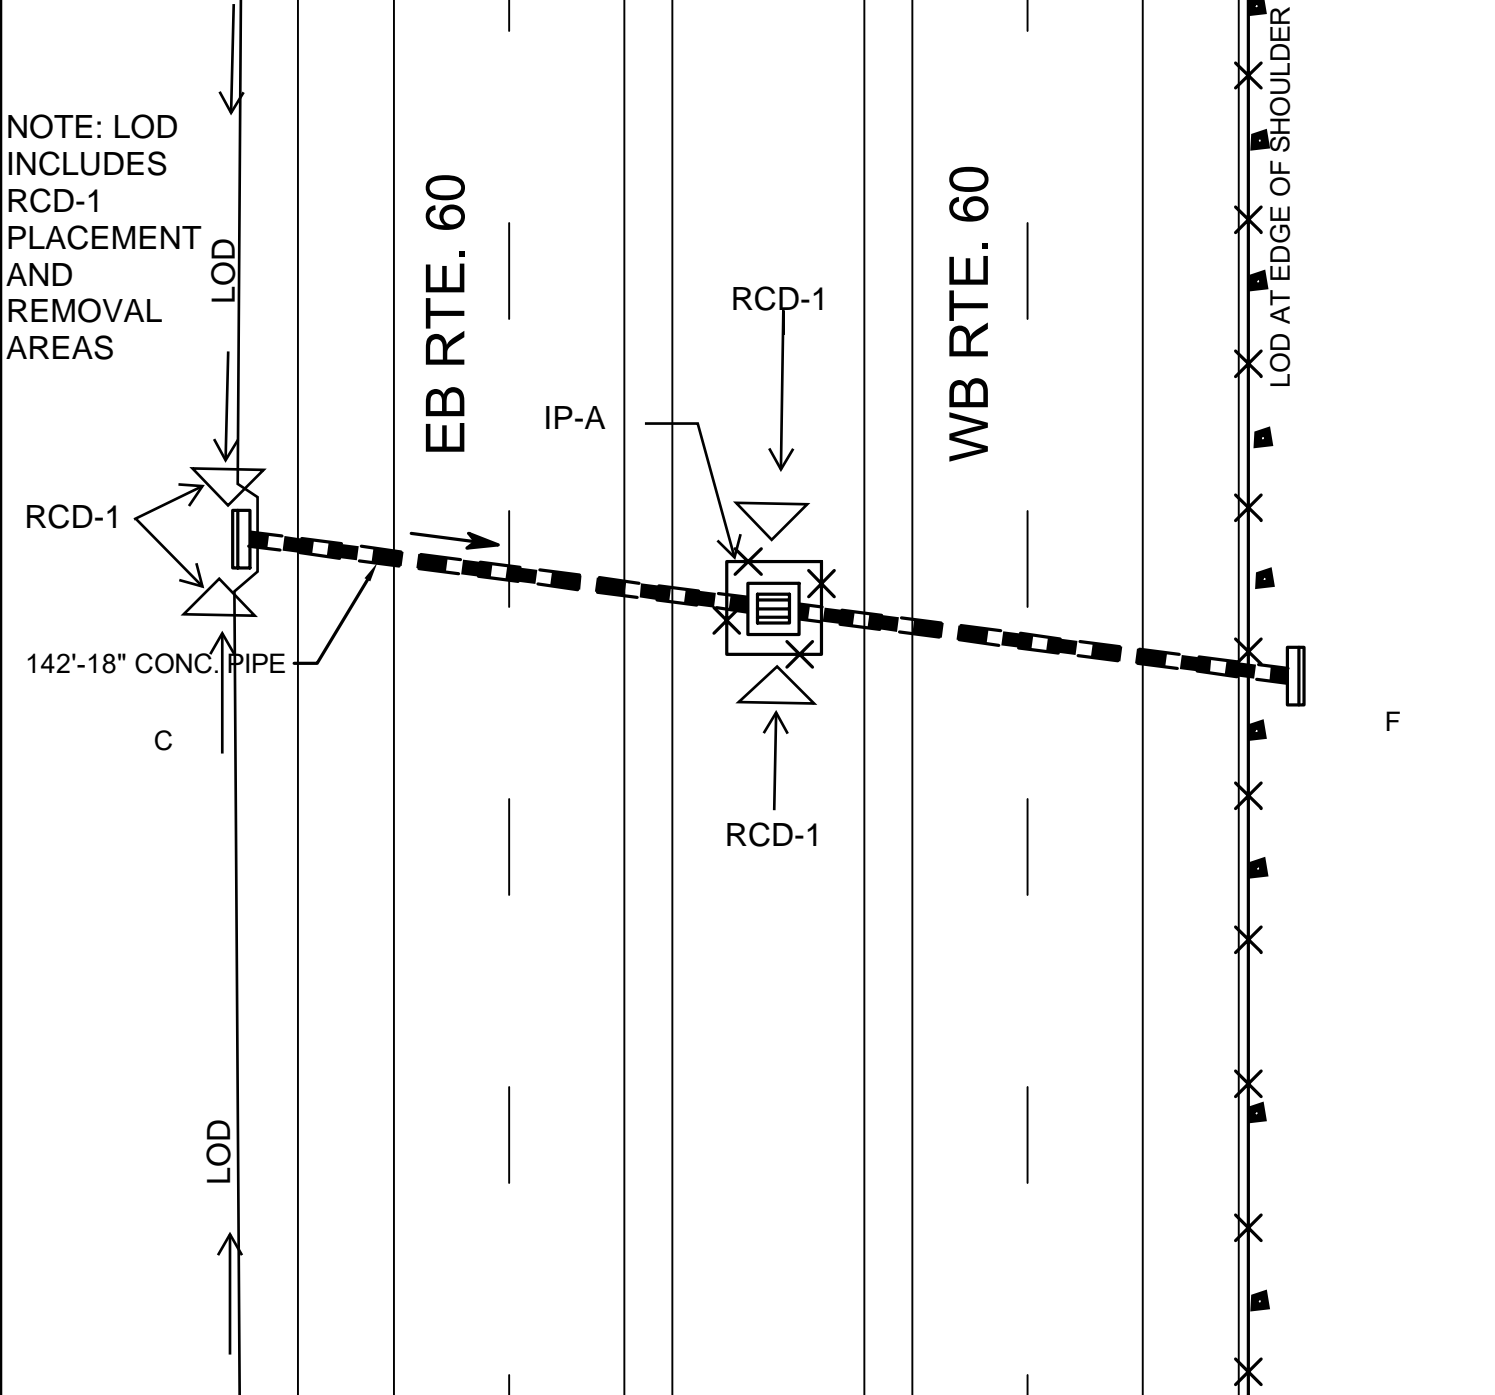 NOTE: LOD
INCLUDES
RCD-1
PLACEMENT
AND
REMOVAL
AREAS
LOD
EB RTE. 60
WB RTE. 60
LOD AT EDGE OF SHOULDER
RCD-1
IP-A
RCD-1
142'-18" CONC. PIPE
C
F
RCD-1
LOD